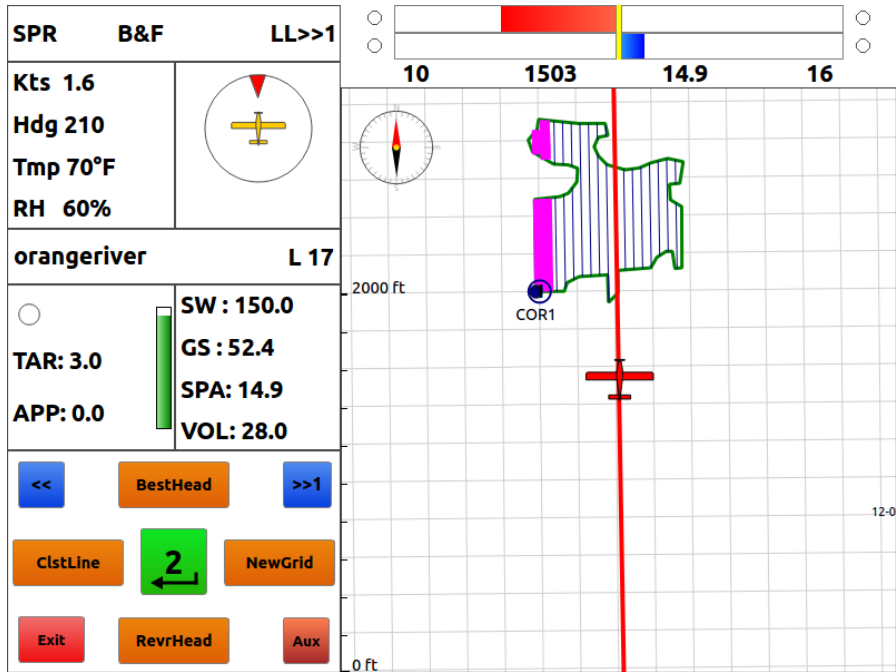 SPR B&F LL>>1
10 1503 14.9 16
Kts 1.6
Hdg 210
Tmp 70°F
RH 60%
N
W
E
S
orangeriver L 17
TAR: 3.0
APP: 0.0
SW : 150.0
GS : 52.4
SPA: 14.9
VOL: 28.0
2000 ft
COR1
12-0
0 ft
<< BestHead >>1
ClstLine 2 NewGrid
Exit RevrHead Aux